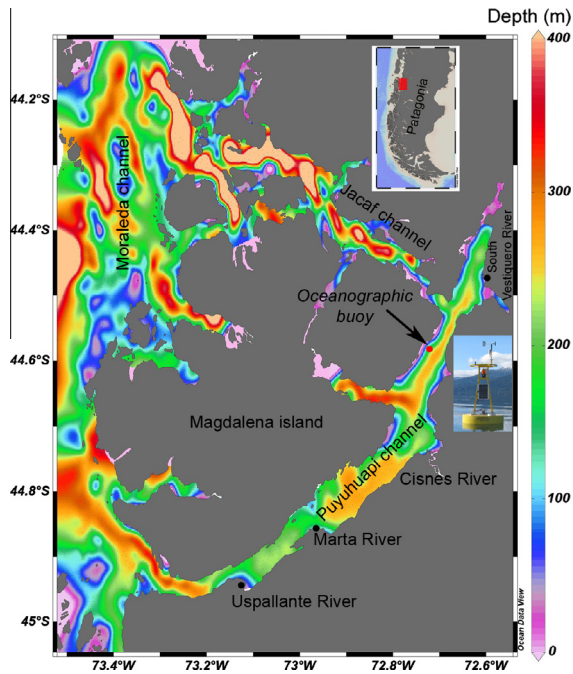 Depth (m)
400
44.2°S
Patagonia
Moraleda channel
300
Jacaf channel
44.4°S
South
Vestiquero River
Oceanographic
buoy
200
44.6°S
Magdalena island
Puyuhuapi channel
Cisnes River
44.8°S
100
Marta River
Uspallante River
45°S
Ocean Data View
0
73.4°W
73.2°W
73°W
72.8°W
72.6°W